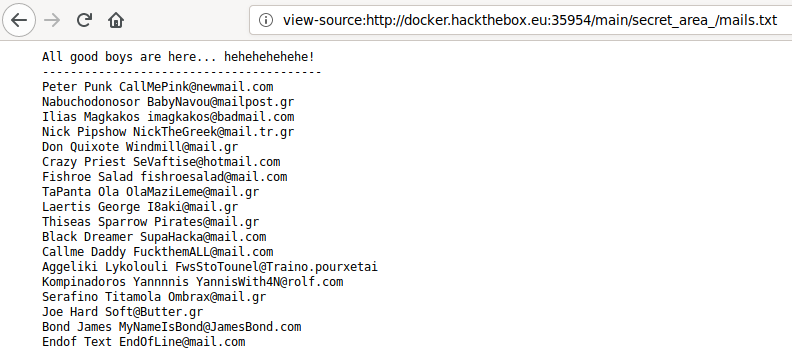 view-source:http://docker.hackthebox.eu:35954/main/secret_area_/mails.txt
All good boys are here... hehehehehehe!
----------------------------------------
Peter Punk CallMePink@newmail.com
Nabuchodonosor BabyNavou@mailpost.gr
Ilias Magkakos imagkakos@badmail.com
Nick Pipshow NickTheGreek@mail.tr.gr
Don Quixote Windmill@mail.gr
Crazy Priest SeVaftise@hotmail.com
Fishroe Salad fishroesalad@mail.com
TaPanta Ola OlaMaziLeme@mail.gr
Laertis George I8aki@mail.gr
Thiseas Sparrow Pirates@mail.gr
Black Dreamer SupaHacka@mail.com
Callme Daddy FuckthemALL@mail.com
Aggeliki Lykolouli FwsStoTounel@Traino.pourxetai
Kompinadoros Yannnnis YannisWith4N@rolf.com
Serafino Titamola Ombrax@mail.gr
Joe Hard Soft@Butter.gr
Bond James MyNameIsBond@JamesBond.com
Endof Text EndOfLine@mail.com